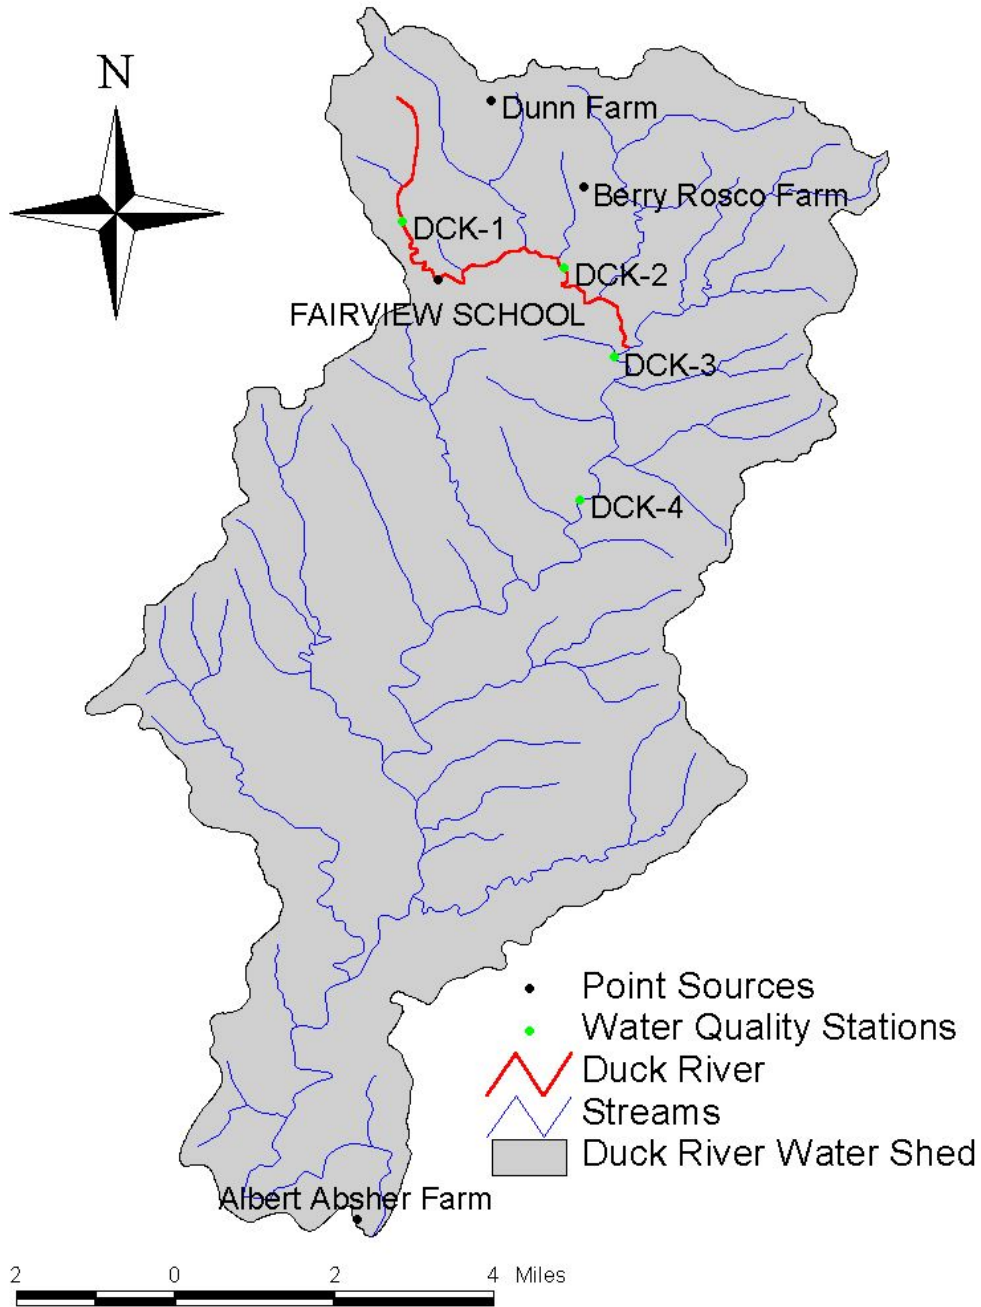 N
Dunn Farm
Berry Rosco Farm
DCK-1
DCK-2
FAIRVIEW SCHOOL
DCK-3
DCK-4
Point Sources
Water Quality Stations
Duck River
Streams
Duck River Water Shed
Albert Absher Farm
2 0 2 4 Miles